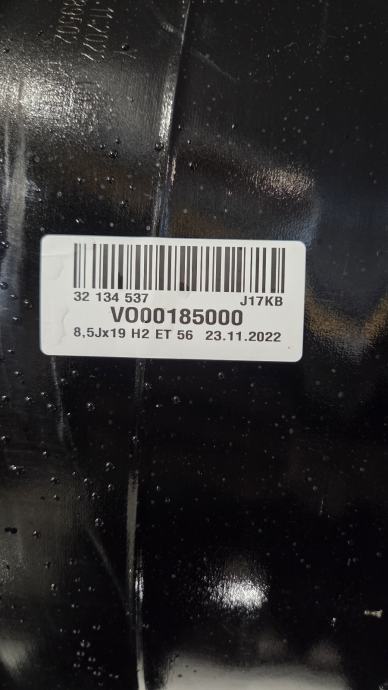 32 134 537 J17KB
VO00185000
8,5Jx19 H2 ET 56 23.11.2022